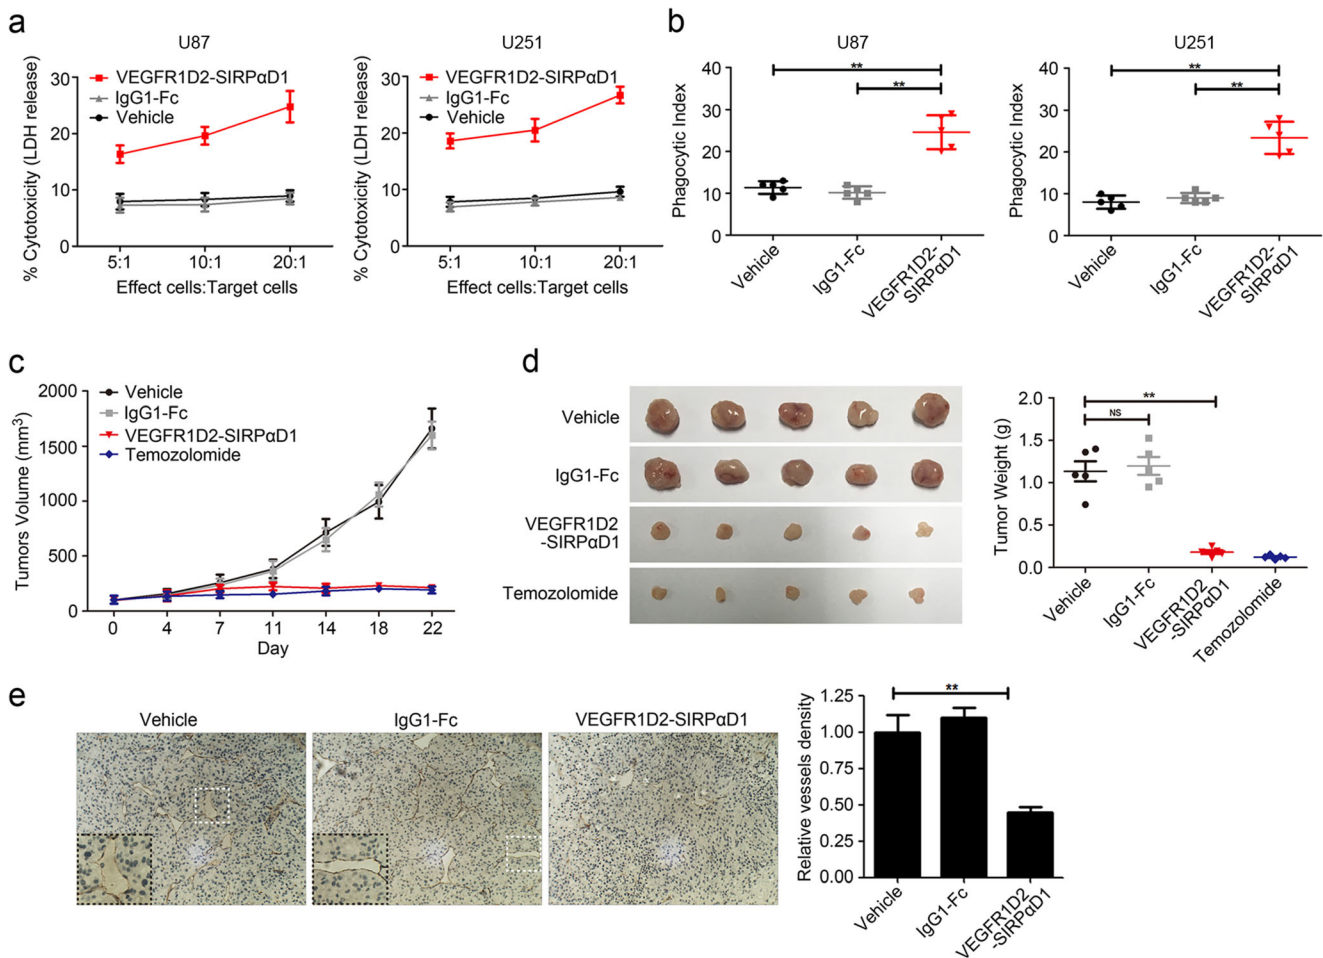 a
U87
% Cytotoxicity (LDH release)
30
20
10
0
VEGFR1D2-SIRPαD1
IgG1-Fc
Vehicle
5:1 10:1 20:1
Effect cells:Target cells
U251
% Cytotoxicity (LDH release)
30
20
10
0
VEGFR1D2-SIRPαD1
IgG1-Fc
Vehicle
5:1 10:1 20:1
Effect cells:Target cells
b
U87
Phagocytic Index
40
30
20
10
0
**
**
Vehicle
IgG1-Fc
VEGFR1D2-
SIRPαD1
U251
Phagocytic Index
40
30
20
10
0
**
**
Vehicle
IgG1-Fc
VEGFR1D2-
SIRPαD1
c
Tumors Volume (mm³)
2000
1500
1000
500
0
Vehicle
IgG1-Fc
VEGFR1D2-SIRPαD1
Temozolomide
0 4 7 11 14 18 22
Day
d
Vehicle
IgG1-Fc
VEGFR1D2
-SIRPαD1
Temozolomide
Tumor Weight (g)
2.0
1.5
1.0
0.5
0.0
**
NS
Vehicle
IgG1-Fc
VEGFR1D2
-SIRPαD1
Temozolomide
e
Vehicle
IgG1-Fc
VEGFR1D2-SIRPαD1
Relative vessels density
1.25
1.00
0.75
0.50
0.25
0.00
**
Vehicle
IgG1-Fc
VEGFR1D2
-SIRPαD1